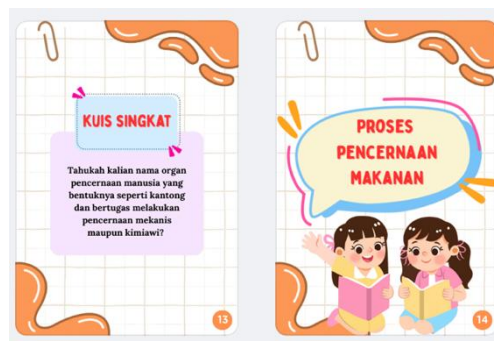 KUIS SINGKAT
Tahukah kalian nama organ
pencernaan manusia yang
bentuknya seperti kantong
dan bertugas melakukan
pencernaan mekanis
maupun kimiawi?
13
PROSES
PENCERNAAN
MAKANAN
14